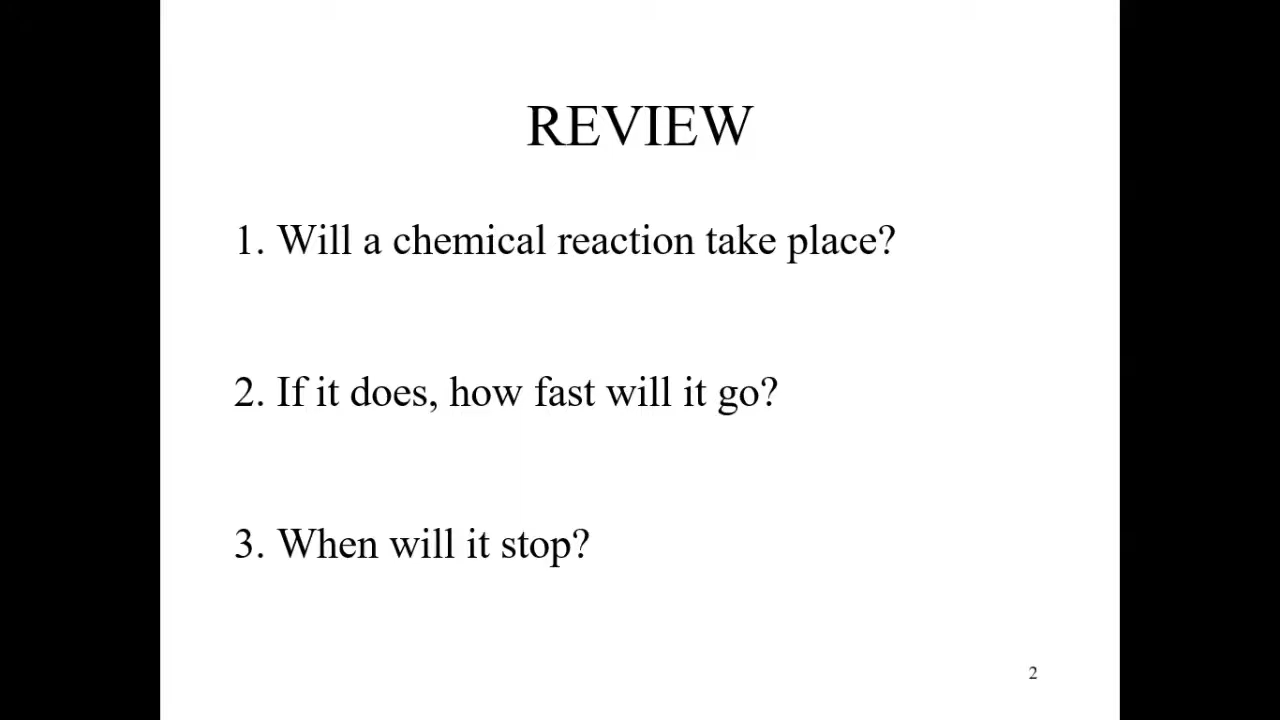 REVIEW
1. Will a chemical reaction take place?
2. If it does, how fast will it go?
3. When will it stop?
2